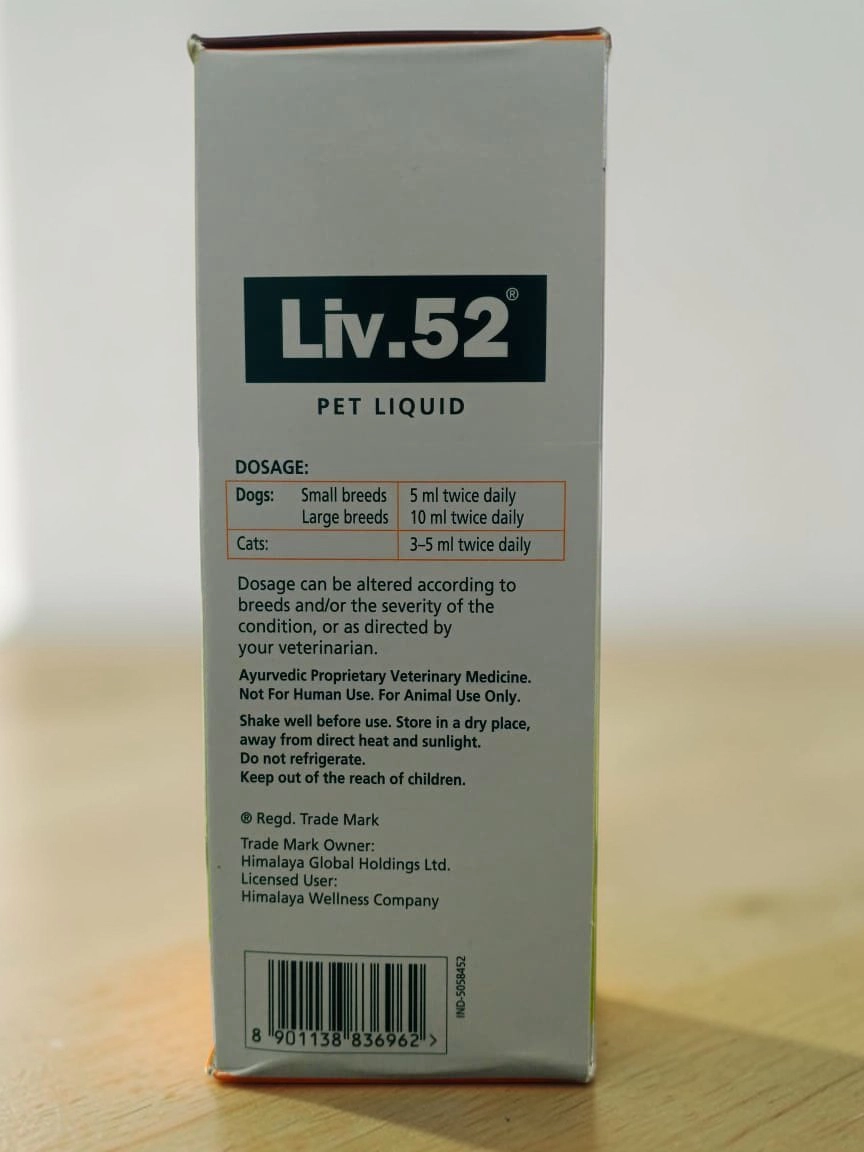 Liv.52®
PET LIQUID
DOSAGE:
Dogs: Small breeds 5 ml twice daily
Large breeds 10 ml twice daily
Cats: 3–5 ml twice daily
Dosage can be altered according to
breeds and/or the severity of the
condition, or as directed by
your veterinarian.
Ayurvedic Proprietary Veterinary Medicine.
Not For Human Use. For Animal Use Only.
Shake well before use. Store in a dry place,
away from direct heat and sunlight.
Do not refrigerate.
Keep out of the reach of children.
® Regd. Trade Mark
Trade Mark Owner:
Himalaya Global Holdings Ltd.
Licensed User:
Himalaya Wellness Company
IND-5058452
8 901138 836962 >